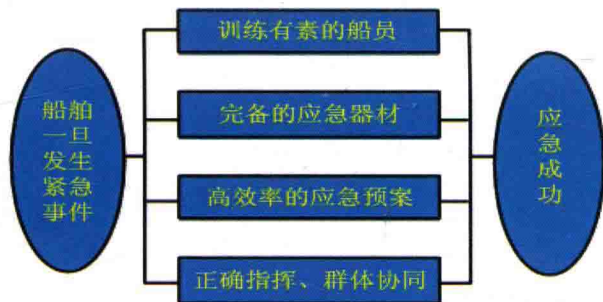 船舶
一旦
发生
紧急
事件
训练有素的船员
完备的应急器材
高效率的应急预案
正确指挥、群体协同
应
急
成
功